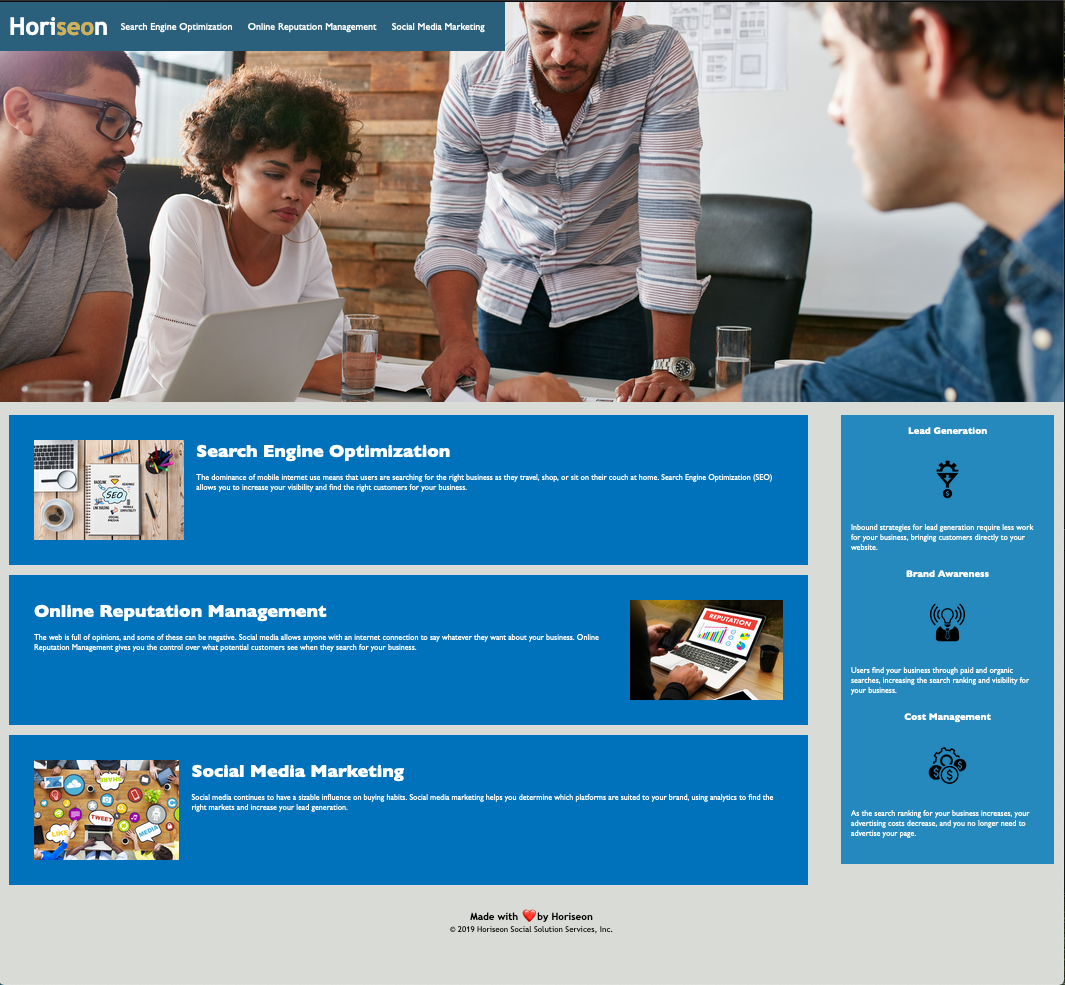 Horiseon Search Engine Optimization Online Reputation Management Social Media Marketing
Search Engine Optimization
The dominance of mobile internet use means that users are searching for the right business as they travel, shop, or sit on their couch at home. Search Engine Optimization (SEO)
allows you to increase your visibility and find the right customers for your business.
SEO
Online Reputation Management
The web is full of opinions, and some of these can be negative. Social media allows anyone with an internet connection to say whatever they want about your business. Online
Reputation Management gives you the control over what potential customers see when they search for your business.
REPUTATION
Social Media Marketing
Social media continues to have a sizable influence on buying habits. Social media marketing helps you determine which platforms are suited to your brand, using analytics to find the
right markets and increase your lead generation.
SHARE
TWEET
LIKE
MEDIA
Lead Generation
Inbound strategies for lead generation require less work
for your business, bringing customers directly to your
website.
Brand Awareness
Users find your business through paid and organic
searches, increasing the search ranking and visibility for
your business.
Cost Management
As the search ranking for your business increases, your
advertising costs decrease, and you no longer need to
advertise your page.
Made with ❤️by Horiseon
© 2019 Horiseon Social Solution Services, Inc.